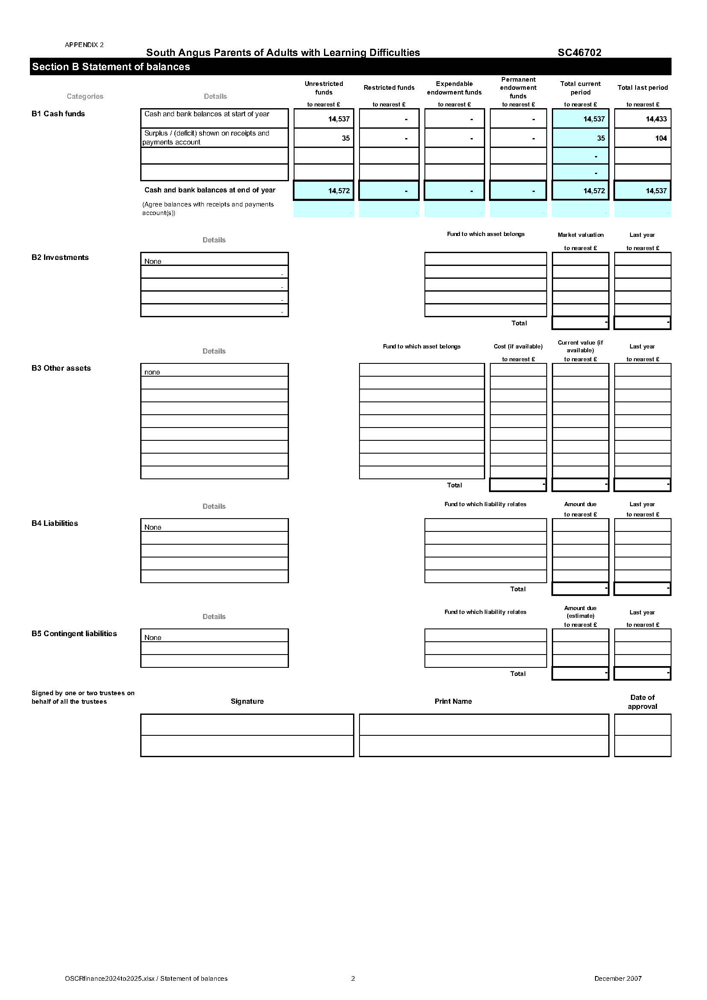 APPENDIX 2
South Angus Parents of Adults with Learning Difficulties SC46702
Section B Statement of balances
Categories Details Unrestricted funds Restricted funds Expendable endowment funds Permanent endowment funds Total current period Total last period
to nearest £ to nearest £ to nearest £ to nearest £ to nearest £ to nearest £
B1 Cash funds Cash and bank balances at start of year 14,537 - - - 14,537 14,433
Surplus / (deficit) shown on receipts and payments account 35 - - - 35 104
-
-
Cash and bank balances at end of year 14,572 - - - 14,572 14,537
(Agree balances with receipts and payments account(s)) - - - - - -
Details Fund to which asset belongs Market valuation Last year
to nearest £ to nearest £
B2 Investments None
-
-
-
-
Total - -
Details Fund to which asset belongs Cost (if available) Current value (if available) Last year
to nearest £ to nearest £ to nearest £
B3 Other assets none
Total - - -
Details Fund to which liability relates Amount due Last year
to nearest £ to nearest £
B4 Liabilities None
Total - -
Details Fund to which liability relates Amount due (estimate) Last year
to nearest £ to nearest £
B5 Contingent liabilities None
Total - -
Signed by one or two trustees on behalf of all the trustees Signature Print Name Date of approval
OSCRfinance2024to2025.xlsx / Statement of balances 2 December 2007